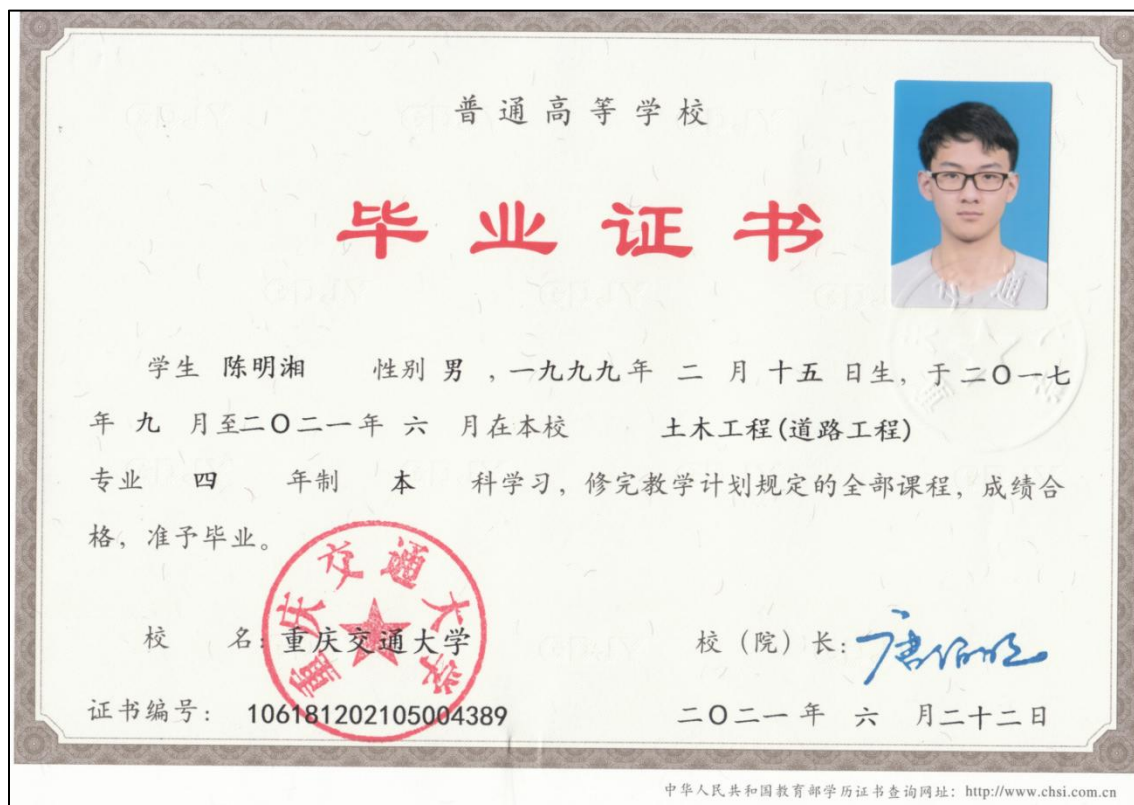 普通高等学校
毕业证书
学生 陈明湘 性别 男 ，一九九九年 二 月 十五 日生，于二〇一七
年 九 月至二〇二一年 六 月在本校 土木工程(道路工程)
专业 四 年制 本 科学习，修完教学计划规定的全部课程，成绩合
格，准予毕业。
重庆交通大学
校 名：重庆交通大学 校（院）长：唐伯明
证书编号： 106181202105004389 二〇二一年 六 月二十二日
中华人民共和国教育部学历证书查询网址：http://www.chsi.com.cn